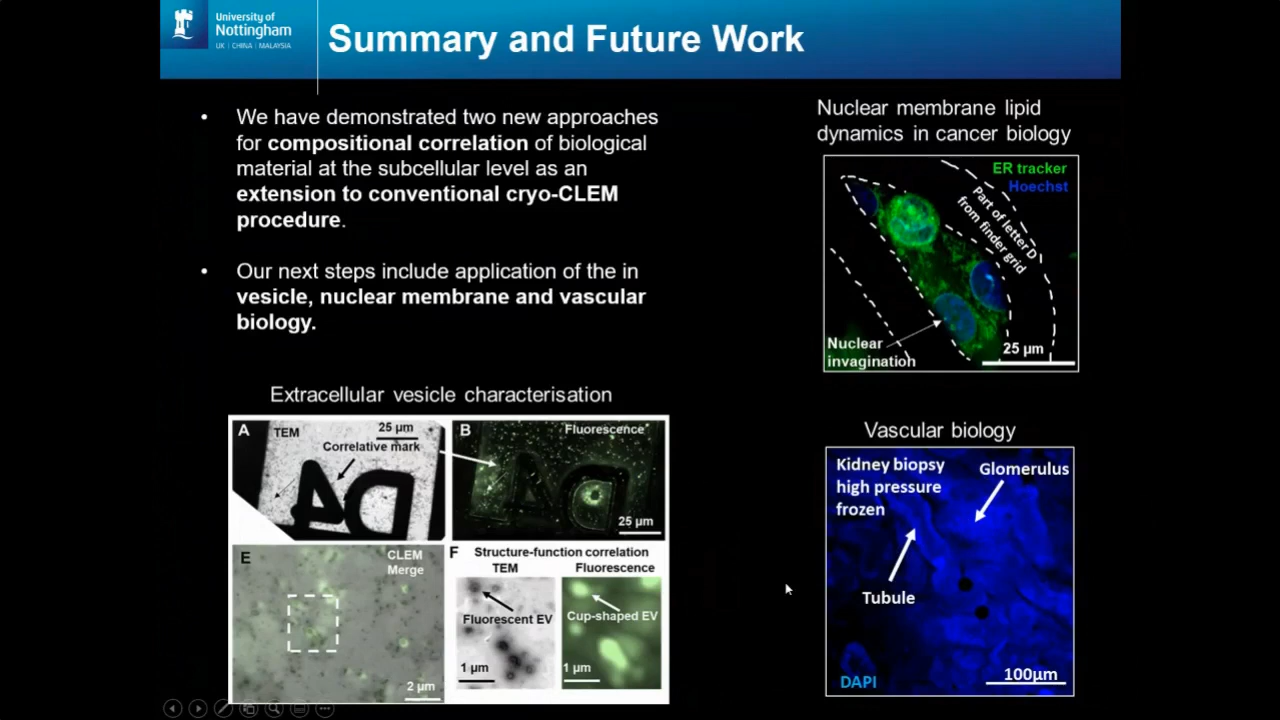 University of
Nottingham
UK | CHINA | MALAYSIA
Summary and Future Work
• We have demonstrated two new approaches
for compositional correlation of biological
material at the subcellular level as an
extension to conventional cryo-CLEM
procedure.
• Our next steps include application of the in
vesicle, nuclear membrane and vascular
biology.
Extracellular vesicle characterisation
A
TEM
25 µm
Correlative mark
D4
B
Fluorescence
25 µm
E
CLEM
Merge
2 µm
F
Structure-function correlation
TEM
Fluorescence
Fluorescent EV
Cup-shaped EV
1 µm
1 µm
Nuclear membrane lipid
dynamics in cancer biology
ER tracker
Hoechst
Part of letter D
from finder grid
Nuclear
invagination
25 µm
Vascular biology
Kidney biopsy
high pressure
frozen
Glomerulus
Tubule
DAPI
100µm